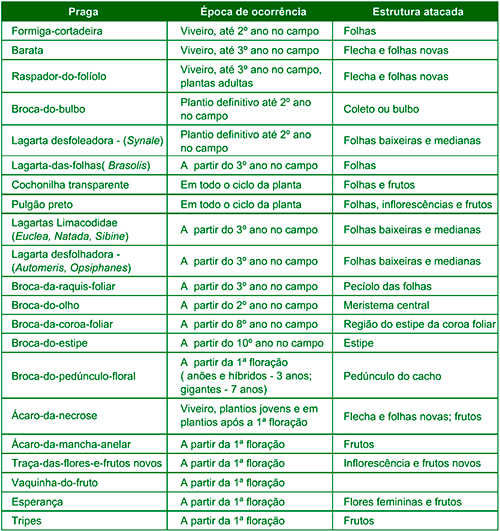 Praga Época de ocorrência Estrutura atacada
Formiga-cortadeira Viveiro, até 2º ano no campo Folhas
Barata Viveiro, até 3º ano no campo Flecha e folhas novas
Raspador-do-folíolo Viveiro, até 3º ano no campo, plantas adultas Flecha e folhas novas
Broca-do-bulbo Plantio definitivo até 2º ano no campo Coleto ou bulbo
Lagarta desfoleadora - (Synale) Plantio definitivo até 2º ano no campo Folhas baixeiras e medianas
Lagarta-das-folhas( Brasolis) A partir do 3º ano no campo Folhas
Cochonilha transparente Em todo o ciclo da planta Folhas e frutos
Pulgão preto Em todo o ciclo da planta Folhas, inflorescências e frutos
Lagartas Limacodidae (Euclea, Natada, Sibine) A partir do 3º ano no campo Folhas baixeiras e medianas
Lagarta desfolhadora - (Automeris, Opsiphanes) A partir do 3º ano no campo Folhas baixeiras e medianas
Broca-da-raquis-foliar A partir do 3º ano no campo Pecíolo das folhas
Broca-do-olho A partir do 2º ano no campo Meristema central
Broca-da-coroa-foliar A partir do 8º ano no campo Região do estipe da coroa foliar
Broca-do-estipe A partir do 10º ano no campo Estipe
Broca-do-pedúnculo-floral A partir da 1ª floração ( anões e híbridos - 3 anos; gigantes - 7 anos) Pedúnculo do cacho
Ácaro-da-necrose Viveiro, plantios jovens e em plantios após a 1ª floração Flecha e folhas novas; frutos
Ácaro-da-mancha-anelar A partir da 1ª floração Frutos
Traça-das-flores-e-frutos novos A partir da 1ª floração Inflorescência e frutos novos
Vaquinha-do-fruto A partir da 1ª floração
Esperança A partir da 1ª floração Flores femininas e frutos
Tripes A partir da 1ª floração Frutos